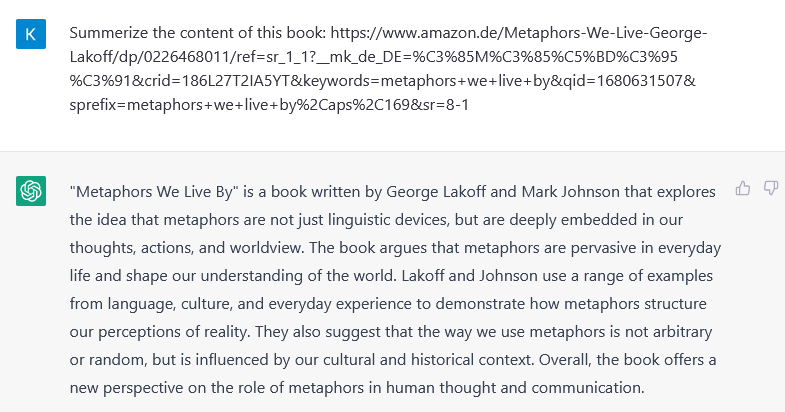 K
Summerize the content of this book: https://www.amazon.de/Metaphors-We-Live-George-
Lakoff/dp/0226468011/ref=sr_1_1?__mk_de_DE=%C3%85M%C3%85%C5%BD%C3%95
%C3%91&crid=186L27T2IA5YT&keywords=metaphors+we+live+by&qid=1680631507&
sprefix=metaphors+we+live+by%2Caps%2C169&sr=8-1
"Metaphors We Live By" is a book written by George Lakoff and Mark Johnson that explores
the idea that metaphors are not just linguistic devices, but are deeply embedded in our
thoughts, actions, and worldview. The book argues that metaphors are pervasive in everyday
life and shape our understanding of the world. Lakoff and Johnson use a range of examples
from language, culture, and everyday experience to demonstrate how metaphors structure
our perceptions of reality. They also suggest that the way we use metaphors is not arbitrary
or random, but is influenced by our cultural and historical context. Overall, the book offers a
new perspective on the role of metaphors in human thought and communication.